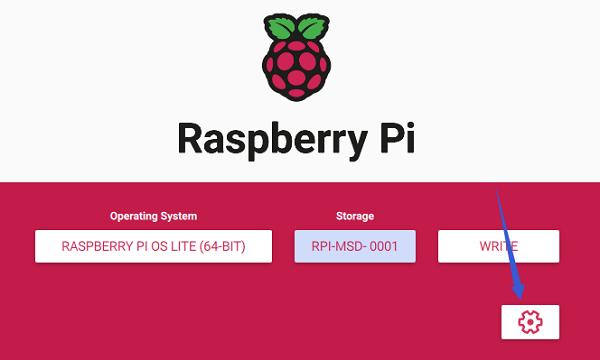 Raspberry Pi
Operating System
Storage
RASPBERRY PI OS LITE (64-BIT)
RPI-MSD- 0001
WRITE